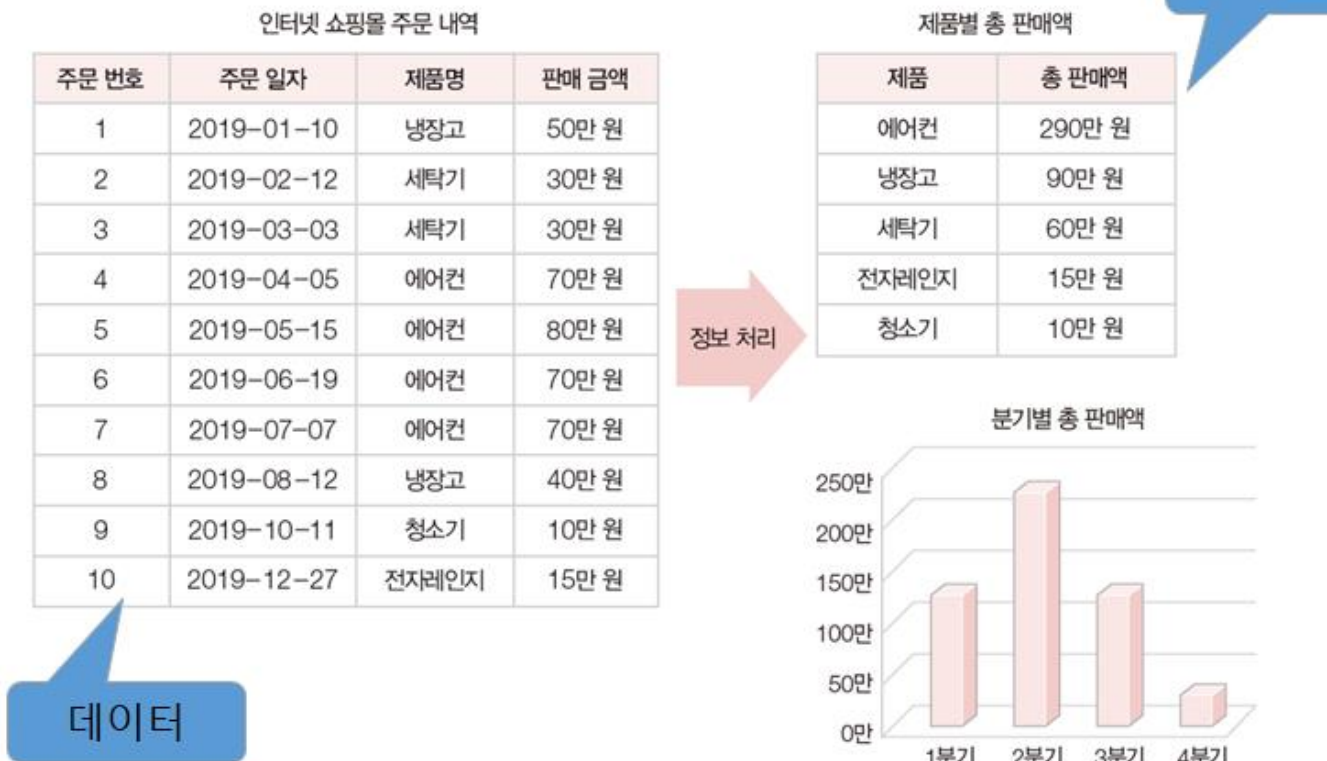 인터넷 쇼핑몰 주문 내역
주문 번호 주문 일자 제품명 판매 금액
1 2019-01-10 냉장고 50만 원
2 2019-02-12 세탁기 30만 원
3 2019-03-03 세탁기 30만 원
4 2019-04-05 에어컨 70만 원
5 2019-05-15 에어컨 80만 원
6 2019-06-19 에어컨 70만 원
7 2019-07-07 에어컨 70만 원
8 2019-08-12 냉장고 40만 원
9 2019-10-11 청소기 10만 원
10 2019-12-27 전자레인지 15만 원
데이터
정보 처리
제품별 총 판매액
제품 총 판매액
에어컨 290만 원
냉장고 90만 원
세탁기 60만 원
전자레인지 15만 원
청소기 10만 원
분기별 총 판매액
250만
200만
150만
100만
50만
0만
1분기 2분기 3분기 4분기